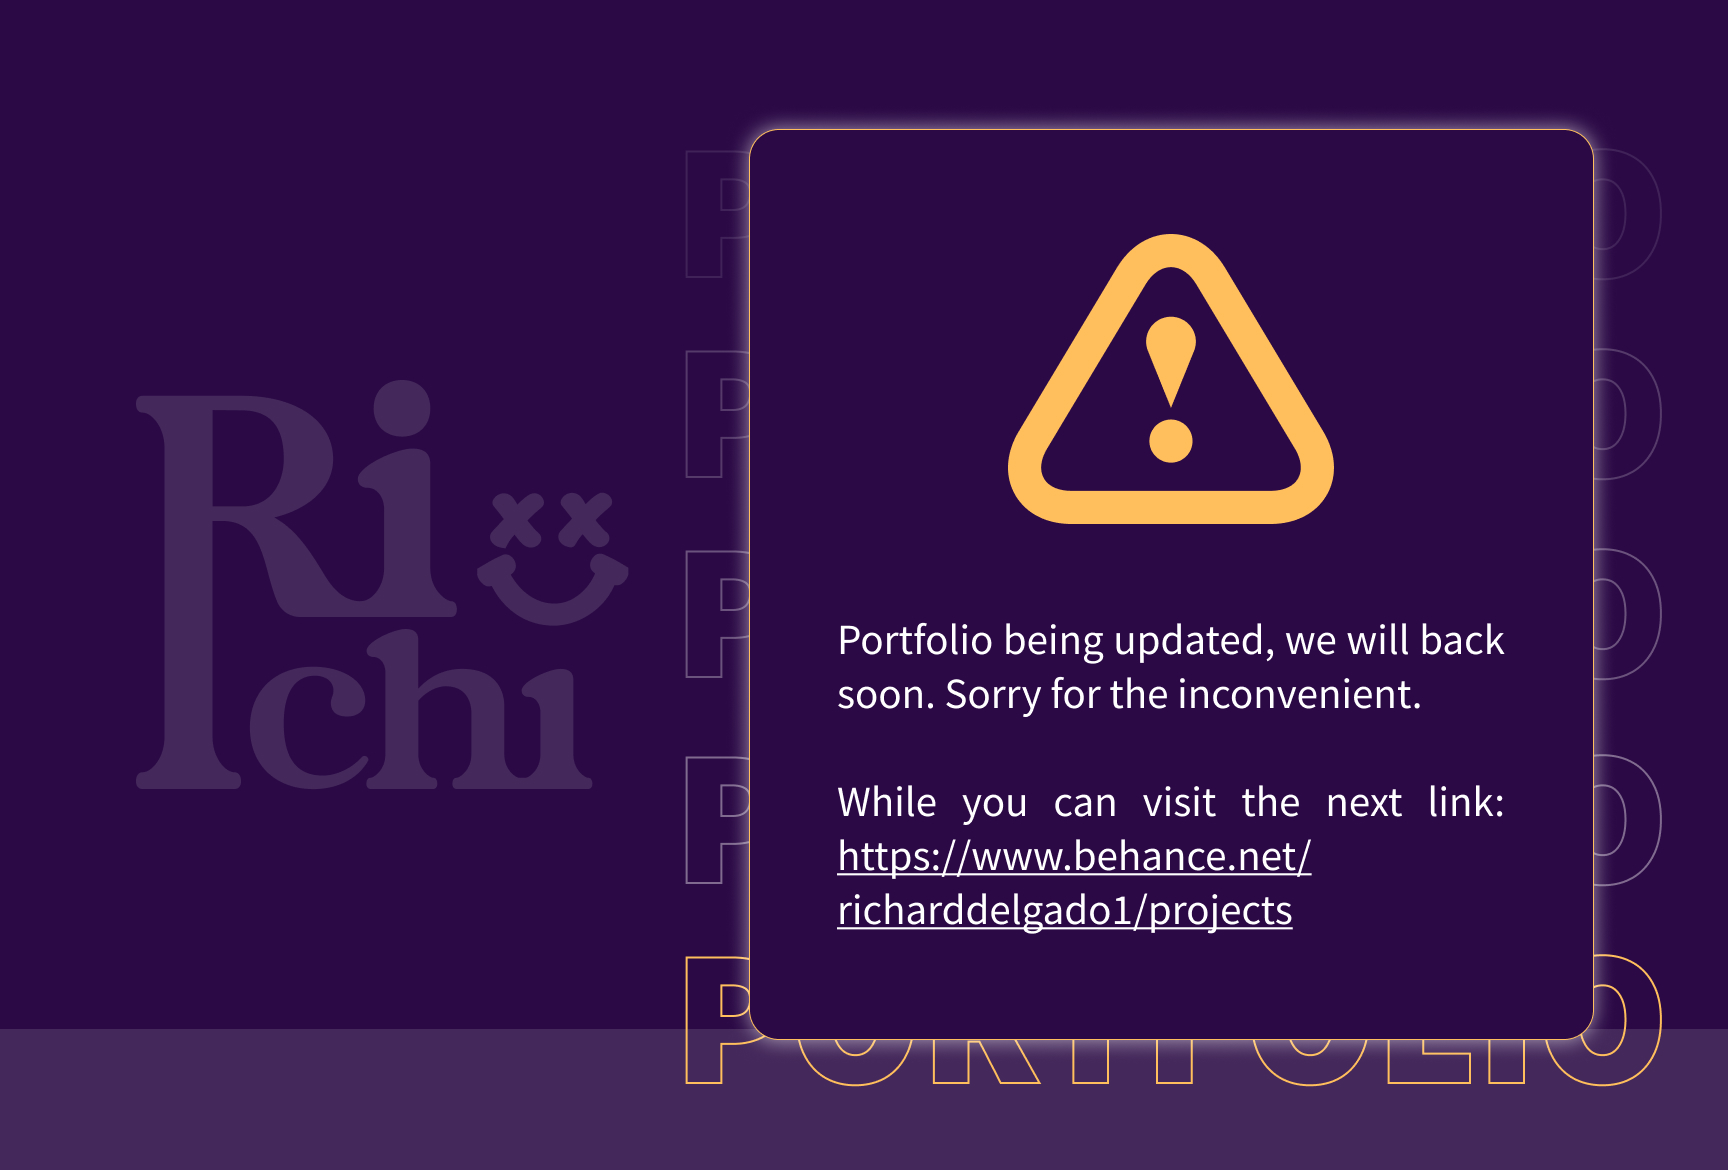 Ri
chi
Portfolio being updated, we will back
soon. Sorry for the inconvenient.
While you can visit the next link:
https://www.behance.net/
richarddelgado1/projects
PORTFOLIO